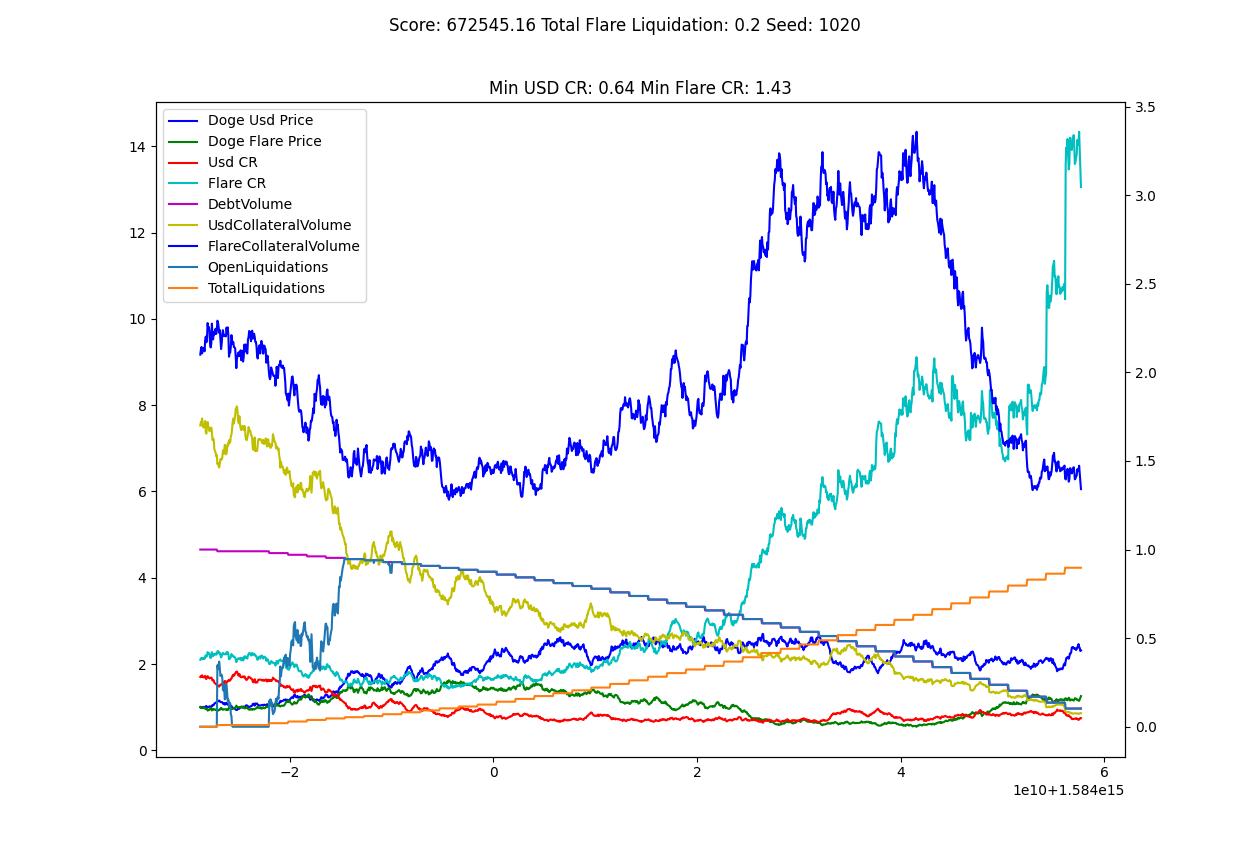 Score: 672545.16 Total Flare Liquidation: 0.2 Seed: 1020
Min USD CR: 0.64 Min Flare CR: 1.43
Doge Usd Price
Doge Flare Price
Usd CR
Flare CR
DebtVolume
UsdCollateralVolume
FlareCollateralVolume
OpenLiquidations
TotalLiquidations
14
12
10
8
6
4
2
0
3.5
3.0
2.5
2.0
1.5
1.0
0.5
0.0
−2 0 2 4 6
1e10+1.584e15